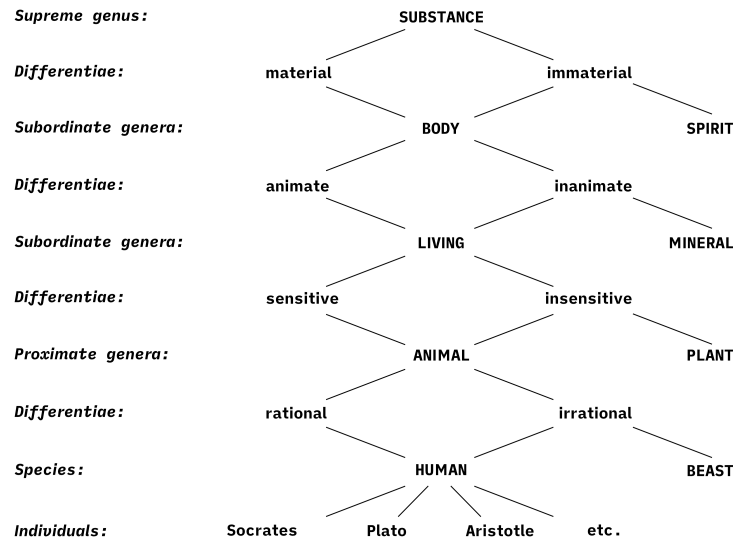 Supreme genus: SUBSTANCE
Differentiae: material immaterial
Subordinate genera: BODY SPIRIT
Differentiae: animate inanimate
Subordinate genera: LIVING MINERAL
Differentiae: sensitive insensitive
Proximate genera: ANIMAL PLANT
Differentiae: rational irrational
Species: HUMAN BEAST
Individuals: Socrates Plato Aristotle etc.